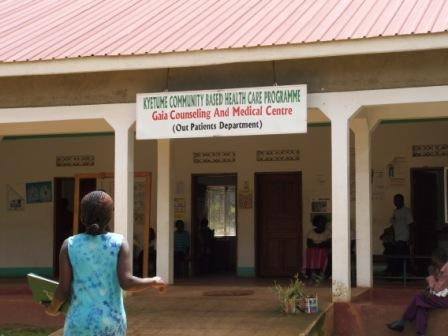 KYETUME COMMUNITY BASED HEALTH CARE PROGRAMME
Gaia Counseling And Medical Centre
(Out Patients Department)